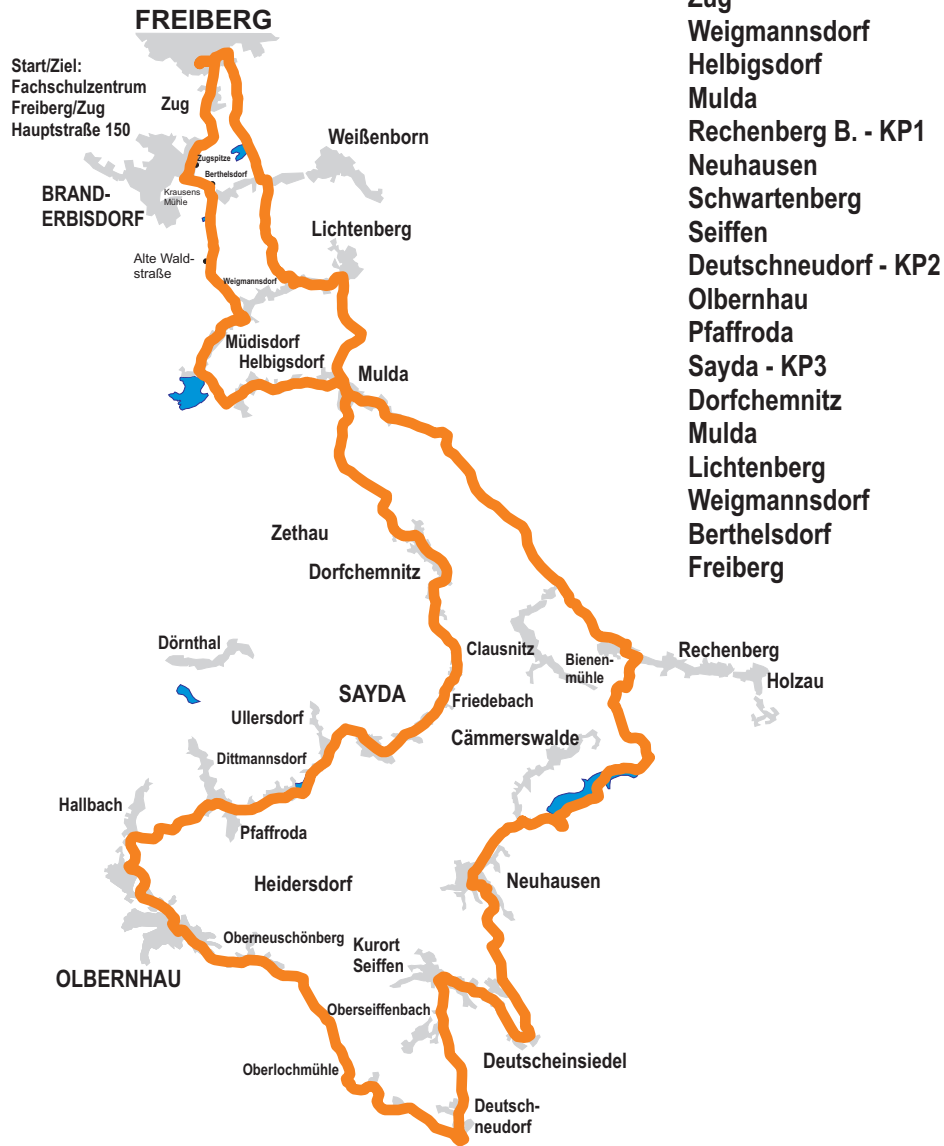 FREIBERG
Start/Ziel:
Fachschulzentrum
Freiberg/Zug
Hauptstraße 150
Zug
Weißenborn
Zugspitze
Berthelsdorf
BRAND-
ERBISDORF
Krausens
Mühle
Lichtenberg
Alte Wald-
straße
Weigmannsdorf
Müdisdorf
Helbigsdorf
Mulda
Zethau
Dorfchemnitz
Dörnthal
Clausnitz
Bienen-
mühle
Rechenberg
Holzau
SAYDA
Friedebach
Ullersdorf
Cämmerswalde
Dittmannsdorf
Hallbach
Pfaffroda
Heidersdorf
Neuhausen
Oberneuschönberg
Kurort
Seiffen
OLBERNHAU
Oberseiffenbach
Deutscheinsiedel
Oberlochmühle
Deutsch-
neudorf
Zug
Weigmannsdorf
Helbigsdorf
Mulda
Rechenberg B. - KP1
Neuhausen
Schwartenberg
Seiffen
Deutschneudorf - KP2
Olbernhau
Pfaffroda
Sayda - KP3
Dorfchemnitz
Mulda
Lichtenberg
Weigmannsdorf
Berthelsdorf
Freiberg